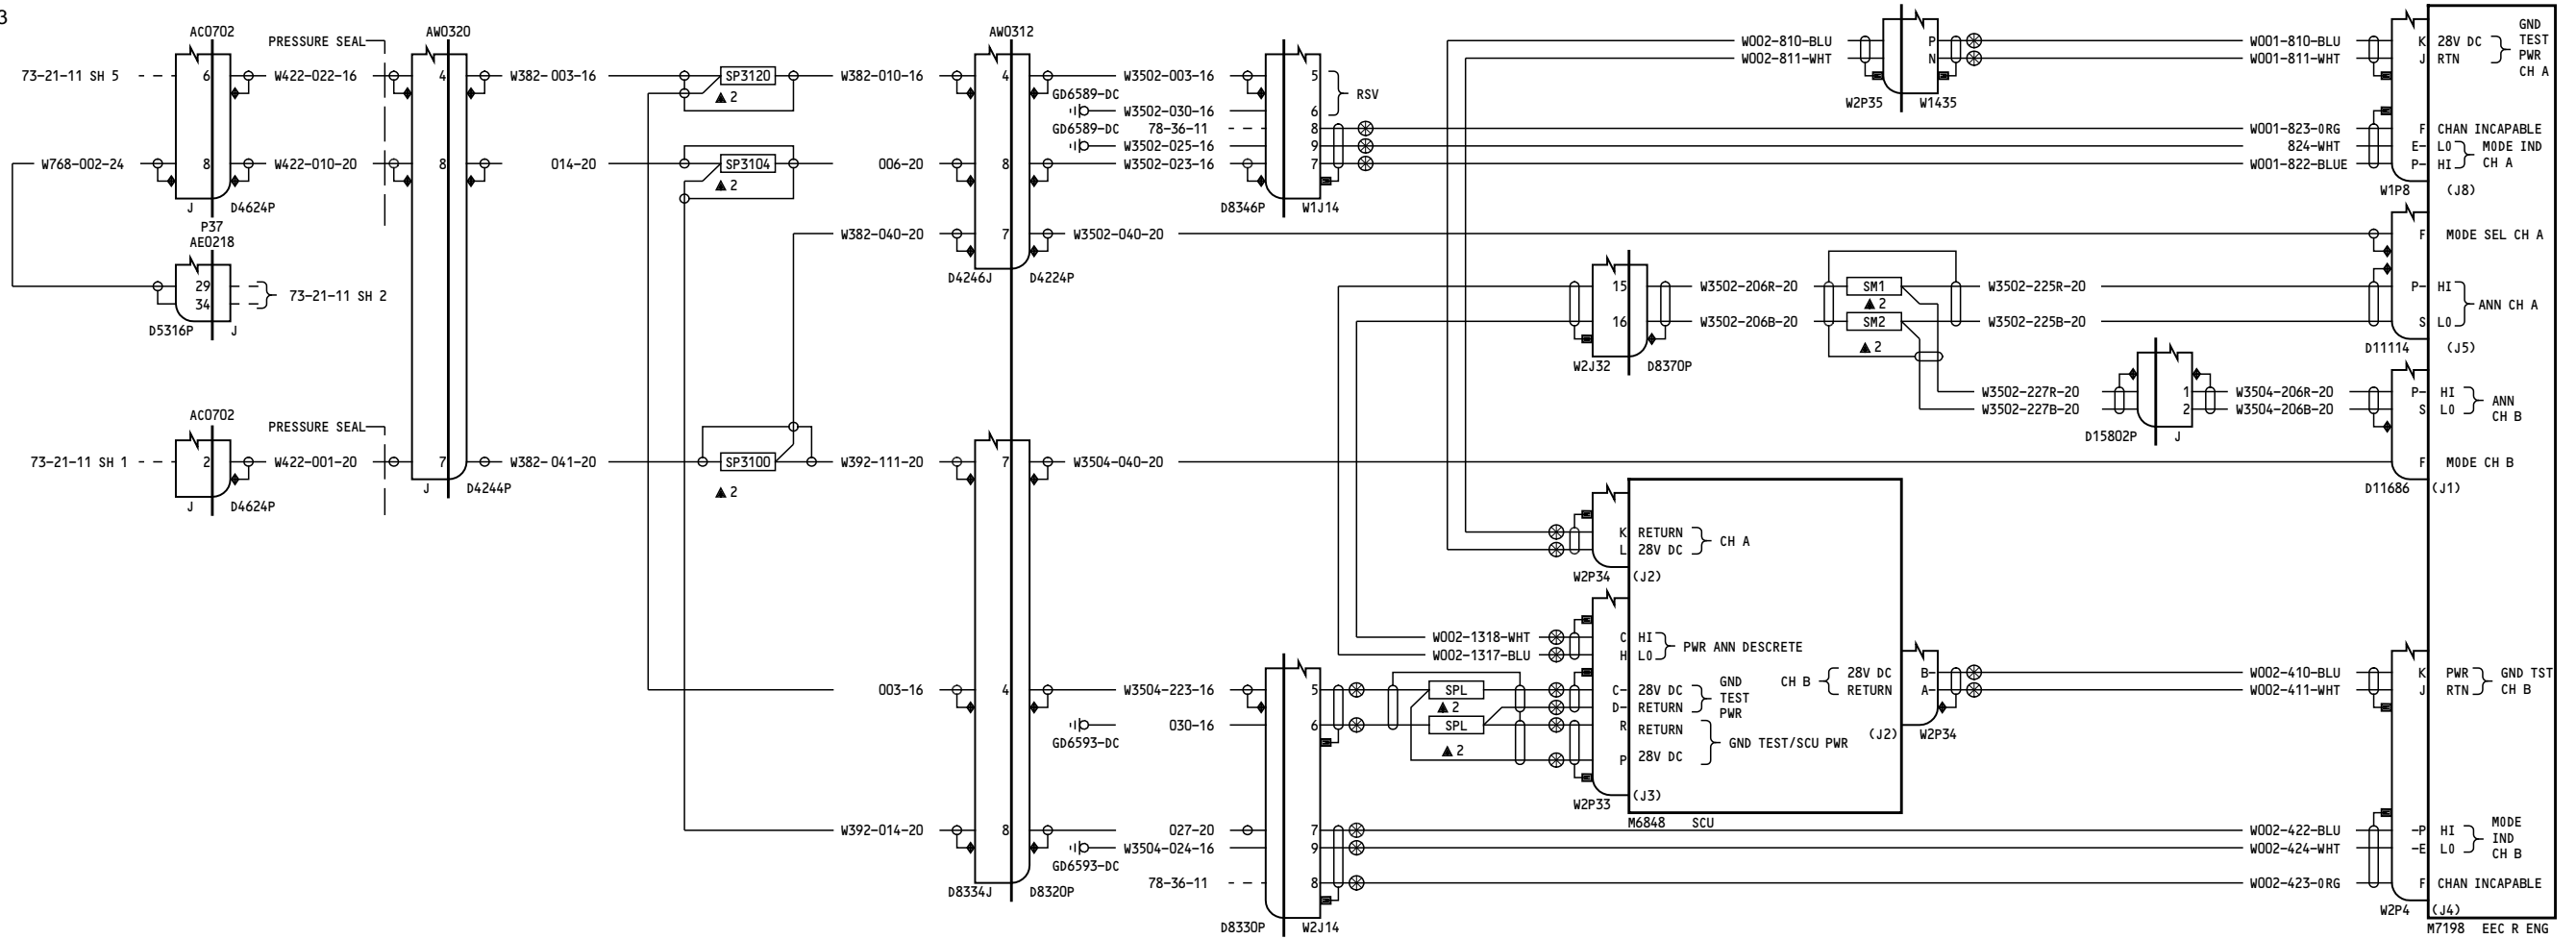 3
AC0702
PRESSURE SEAL
AW0320
73-21-11 SH 5
6
W422-022-16
4
W382-003-16
SP3120
▲ 2
W382-010-16
W768-002-24
8
W422-010-20
8
014-20
SP3104
▲ 2
006-20
J
D4624P
P37
AE0218
29
34
73-21-11 SH 2
D5316P
J
W382-040-20
AC0702
PRESSURE SEAL
73-21-11 SH 1
2
W422-001-20
7
W382-041-20
SP3100
▲ 2
W392-111-20
J
D4624P
J
D4244P
003-16
W392-014-20
AW0312
4
W3502-003-16
5
RSV
GD6589-DC
W3502-030-16
6
GD6589-DC
78-36-11
8
W3502-025-16
9
8
W3502-023-16
7
D8346P
W1J14
7
W3502-040-20
D4246J
D4224P
7
W3504-040-20
4
W3504-223-16
5
GD6593-DC
030-16
6
8
027-20
7
W3504-024-16
9
GD6593-DC
78-36-11
8
D8334J
D8320P
D8330P
W2J14
W002-810-BLU
P
W002-811-WHT
N
W2P35
W1435
W001-810-BLU
K
28V DC
W001-811-WHT
J
RTN
GND
TEST
PWR
CH A
W001-823-ORG
F
CHAN INCAPABLE
824-WHT
E-
LO
W001-822-BLUE
P-
HI
MODE IND
CH A
W1P8
(J8)
F
MODE SEL CH A
15
W3502-206R-20
SM1
▲ 2
W3502-225R-20
P-
HI
16
W3502-206B-20
SM2
▲ 2
W3502-225B-20
S
LO
ANN CH A
W2J32
D8370P
D11114
(J5)
W3502-227R-20
1
W3504-206R-20
P-
HI
W3502-227B-20
2
W3504-206B-20
S
LO
ANN
CH B
D15802P
J
F
MODE CH B
D11686
(J1)
K
RETURN
L
28V DC
CH A
W2P34
(J2)
W002-1318-WHT
C
HI
W002-1317-BLU
H
LO
PWR ANN DESCRETE
SPL
▲ 2
C-
28V DC
D-
RETURN
GND
TEST
PWR
SPL
▲ 2
R
RETURN
P
28V DC
GND TEST/SCU PWR
W2P33
(J3)
CH B
28V DC
RETURN
B-
A-
(J2)
W2P34
M6848
SCU
W002-410-BLU
K
PWR
W002-411-WHT
J
RTN
GND TST
CH B
W002-422-BLU
-P
HI
W002-424-WHT
-E
LO
MODE
IND
CH B
W002-423-ORG
F
CHAN INCAPABLE
W2P4
(J4)
M7198
EEC R ENG